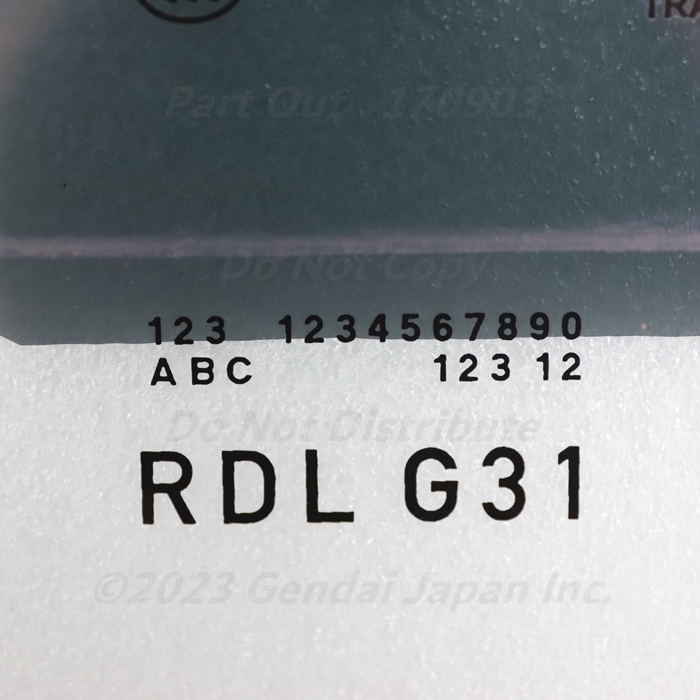 TRA
Part Out 170903
Do Not Copy
123 1234567890
ABC 123 12
Do Not Distribute
RDL G31
©2023 Gendai Japan Inc.